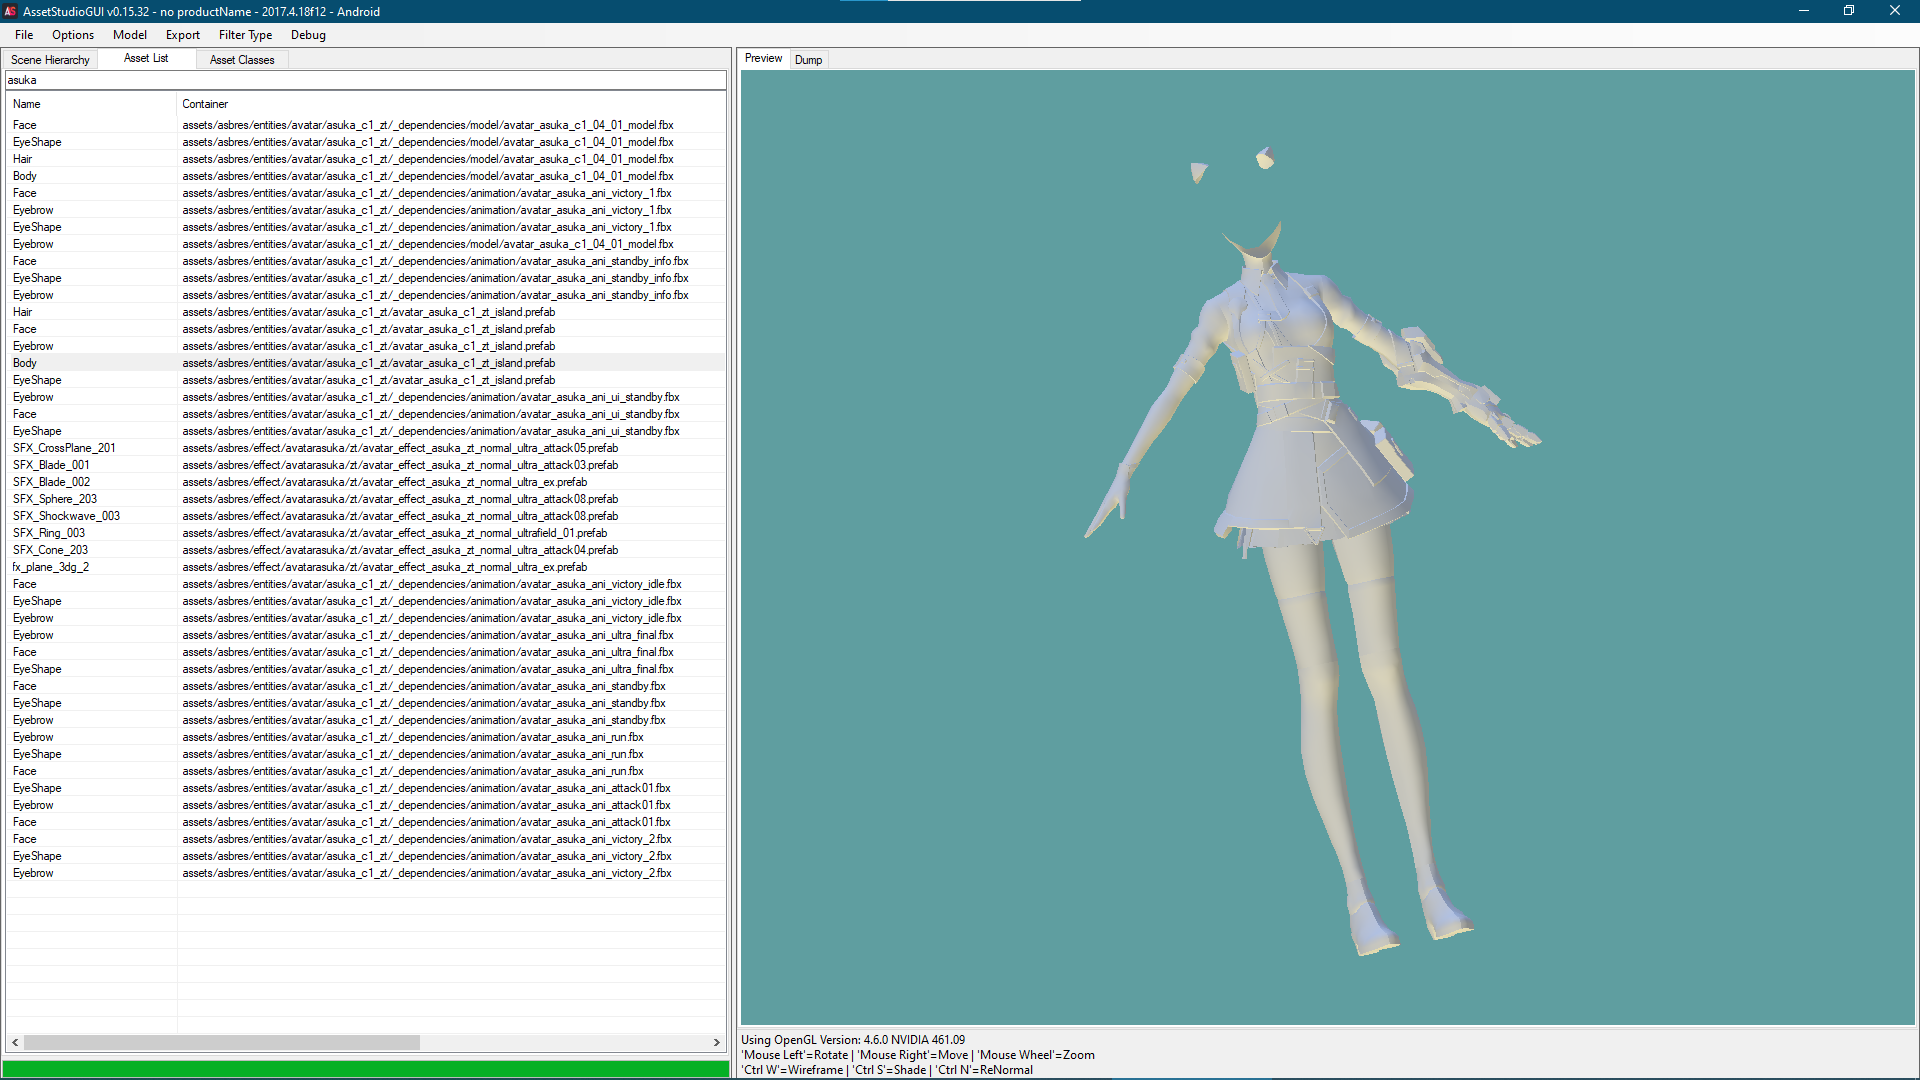 AssetStudioGUI v0.15.32 - no productName - 2017.4.18f12 - Android
File Options Model Export Filter Type Debug
Scene Hierarchy Asset List Asset Classes
asuka
Name Container
Face assets/asbres/entities/avatar/asuka_c1_zt/_dependencies/model/avatar_asuka_c1_04_01_model.fbx
EyeShape assets/asbres/entities/avatar/asuka_c1_zt/_dependencies/model/avatar_asuka_c1_04_01_model.fbx
Hair assets/asbres/entities/avatar/asuka_c1_zt/_dependencies/model/avatar_asuka_c1_04_01_model.fbx
Body assets/asbres/entities/avatar/asuka_c1_zt/_dependencies/model/avatar_asuka_c1_04_01_model.fbx
Face assets/asbres/entities/avatar/asuka_c1_zt/_dependencies/animation/avatar_asuka_ani_victory_1.fbx
Eyebrow assets/asbres/entities/avatar/asuka_c1_zt/_dependencies/animation/avatar_asuka_ani_victory_1.fbx
EyeShape assets/asbres/entities/avatar/asuka_c1_zt/_dependencies/animation/avatar_asuka_ani_victory_1.fbx
Eyebrow assets/asbres/entities/avatar/asuka_c1_zt/_dependencies/model/avatar_asuka_c1_04_01_model.fbx
Face assets/asbres/entities/avatar/asuka_c1_zt/_dependencies/animation/avatar_asuka_ani_standby_info.fbx
EyeShape assets/asbres/entities/avatar/asuka_c1_zt/_dependencies/animation/avatar_asuka_ani_standby_info.fbx
Eyebrow assets/asbres/entities/avatar/asuka_c1_zt/_dependencies/animation/avatar_asuka_ani_standby_info.fbx
Hair assets/asbres/entities/avatar/asuka_c1_zt/avatar_asuka_c1_zt_island.prefab
Face assets/asbres/entities/avatar/asuka_c1_zt/avatar_asuka_c1_zt_island.prefab
Eyebrow assets/asbres/entities/avatar/asuka_c1_zt/avatar_asuka_c1_zt_island.prefab
Body assets/asbres/entities/avatar/asuka_c1_zt/avatar_asuka_c1_zt_island.prefab
EyeShape assets/asbres/entities/avatar/asuka_c1_zt/avatar_asuka_c1_zt_island.prefab
Eyebrow assets/asbres/entities/avatar/asuka_c1_zt/_dependencies/animation/avatar_asuka_ani_ui_standby.fbx
Face assets/asbres/entities/avatar/asuka_c1_zt/_dependencies/animation/avatar_asuka_ani_ui_standby.fbx
EyeShape assets/asbres/entities/avatar/asuka_c1_zt/_dependencies/animation/avatar_asuka_ani_ui_standby.fbx
SFX_CrossPlane_201 assets/asbres/effect/avatarasuka/zt/avatar_effect_asuka_zt_normal_ultra_attack05.prefab
SFX_Blade_001 assets/asbres/effect/avatarasuka/zt/avatar_effect_asuka_zt_normal_ultra_attack03.prefab
SFX_Blade_002 assets/asbres/effect/avatarasuka/zt/avatar_effect_asuka_zt_normal_ultra_ex.prefab
SFX_Sphere_203 assets/asbres/effect/avatarasuka/zt/avatar_effect_asuka_zt_normal_ultra_attack08.prefab
SFX_Shockwave_003 assets/asbres/effect/avatarasuka/zt/avatar_effect_asuka_zt_normal_ultra_attack08.prefab
SFX_Ring_003 assets/asbres/effect/avatarasuka/zt/avatar_effect_asuka_zt_normal_ultrafield_01.prefab
SFX_Cone_203 assets/asbres/effect/avatarasuka/zt/avatar_effect_asuka_zt_normal_ultra_attack04.prefab
fx_plane_3dg_2 assets/asbres/effect/avatarasuka/zt/avatar_effect_asuka_zt_normal_ultra_ex.prefab
Face assets/asbres/entities/avatar/asuka_c1_zt/_dependencies/animation/avatar_asuka_ani_victory_idle.fbx
EyeShape assets/asbres/entities/avatar/asuka_c1_zt/_dependencies/animation/avatar_asuka_ani_victory_idle.fbx
Eyebrow assets/asbres/entities/avatar/asuka_c1_zt/_dependencies/animation/avatar_asuka_ani_victory_idle.fbx
Eyebrow assets/asbres/entities/avatar/asuka_c1_zt/_dependencies/animation/avatar_asuka_ani_ultra_final.fbx
Face assets/asbres/entities/avatar/asuka_c1_zt/_dependencies/animation/avatar_asuka_ani_ultra_final.fbx
EyeShape assets/asbres/entities/avatar/asuka_c1_zt/_dependencies/animation/avatar_asuka_ani_ultra_final.fbx
Face assets/asbres/entities/avatar/asuka_c1_zt/_dependencies/animation/avatar_asuka_ani_standby.fbx
EyeShape assets/asbres/entities/avatar/asuka_c1_zt/_dependencies/animation/avatar_asuka_ani_standby.fbx
Eyebrow assets/asbres/entities/avatar/asuka_c1_zt/_dependencies/animation/avatar_asuka_ani_standby.fbx
Eyebrow assets/asbres/entities/avatar/asuka_c1_zt/_dependencies/animation/avatar_asuka_ani_run.fbx
EyeShape assets/asbres/entities/avatar/asuka_c1_zt/_dependencies/animation/avatar_asuka_ani_run.fbx
Face assets/asbres/entities/avatar/asuka_c1_zt/_dependencies/animation/avatar_asuka_ani_run.fbx
EyeShape assets/asbres/entities/avatar/asuka_c1_zt/_dependencies/animation/avatar_asuka_ani_attack01.fbx
Eyebrow assets/asbres/entities/avatar/asuka_c1_zt/_dependencies/animation/avatar_asuka_ani_attack01.fbx
Face assets/asbres/entities/avatar/asuka_c1_zt/_dependencies/animation/avatar_asuka_ani_attack01.fbx
Face assets/asbres/entities/avatar/asuka_c1_zt/_dependencies/animation/avatar_asuka_ani_victory_2.fbx
EyeShape assets/asbres/entities/avatar/asuka_c1_zt/_dependencies/animation/avatar_asuka_ani_victory_2.fbx
Eyebrow assets/asbres/entities/avatar/asuka_c1_zt/_dependencies/animation/avatar_asuka_ani_victory_2.fbx
Preview Dump
Using OpenGL Version: 4.6.0 NVIDIA 461.09
'Mouse Left'=Rotate | 'Mouse Right'=Move | 'Mouse Wheel'=Zoom
'Ctrl W'=Wireframe | 'Ctrl S'=Shade | 'Ctrl N'=ReNormal